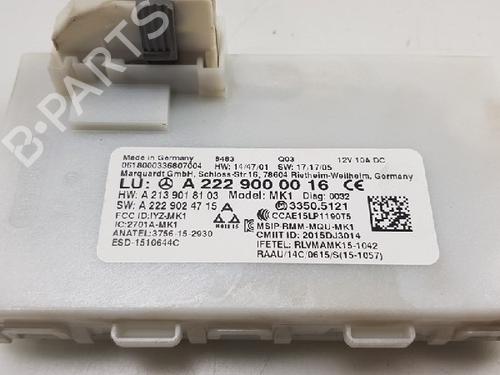 Made in Germany 5483 Q03 12V 10A DC
0618000336807004 HW: 14/47/01 SW: 17/17/05
Marquardt GmbH, Schloss-Str.16, 78604 Rietheim-Weilheim, Germany
LU: A 222 900 00 16 CE
HW: A 213 901 81 03 Model: MK1 Diag: 0032
SW: A 222 902 47 15 3350.5121
FCC ID:IYZ-MK1 CCAE15LP1190T5
IC:2701A-MK1 MSIP-RMM-MQU-MK1
ANATEL:3756-15-2930 CMIIT ID: 2015DJ3014
ESD-1510644C IFETEL: RLVMAMK15-1042
RAAU/14C/0615/S(15-1057)
B-PARTS